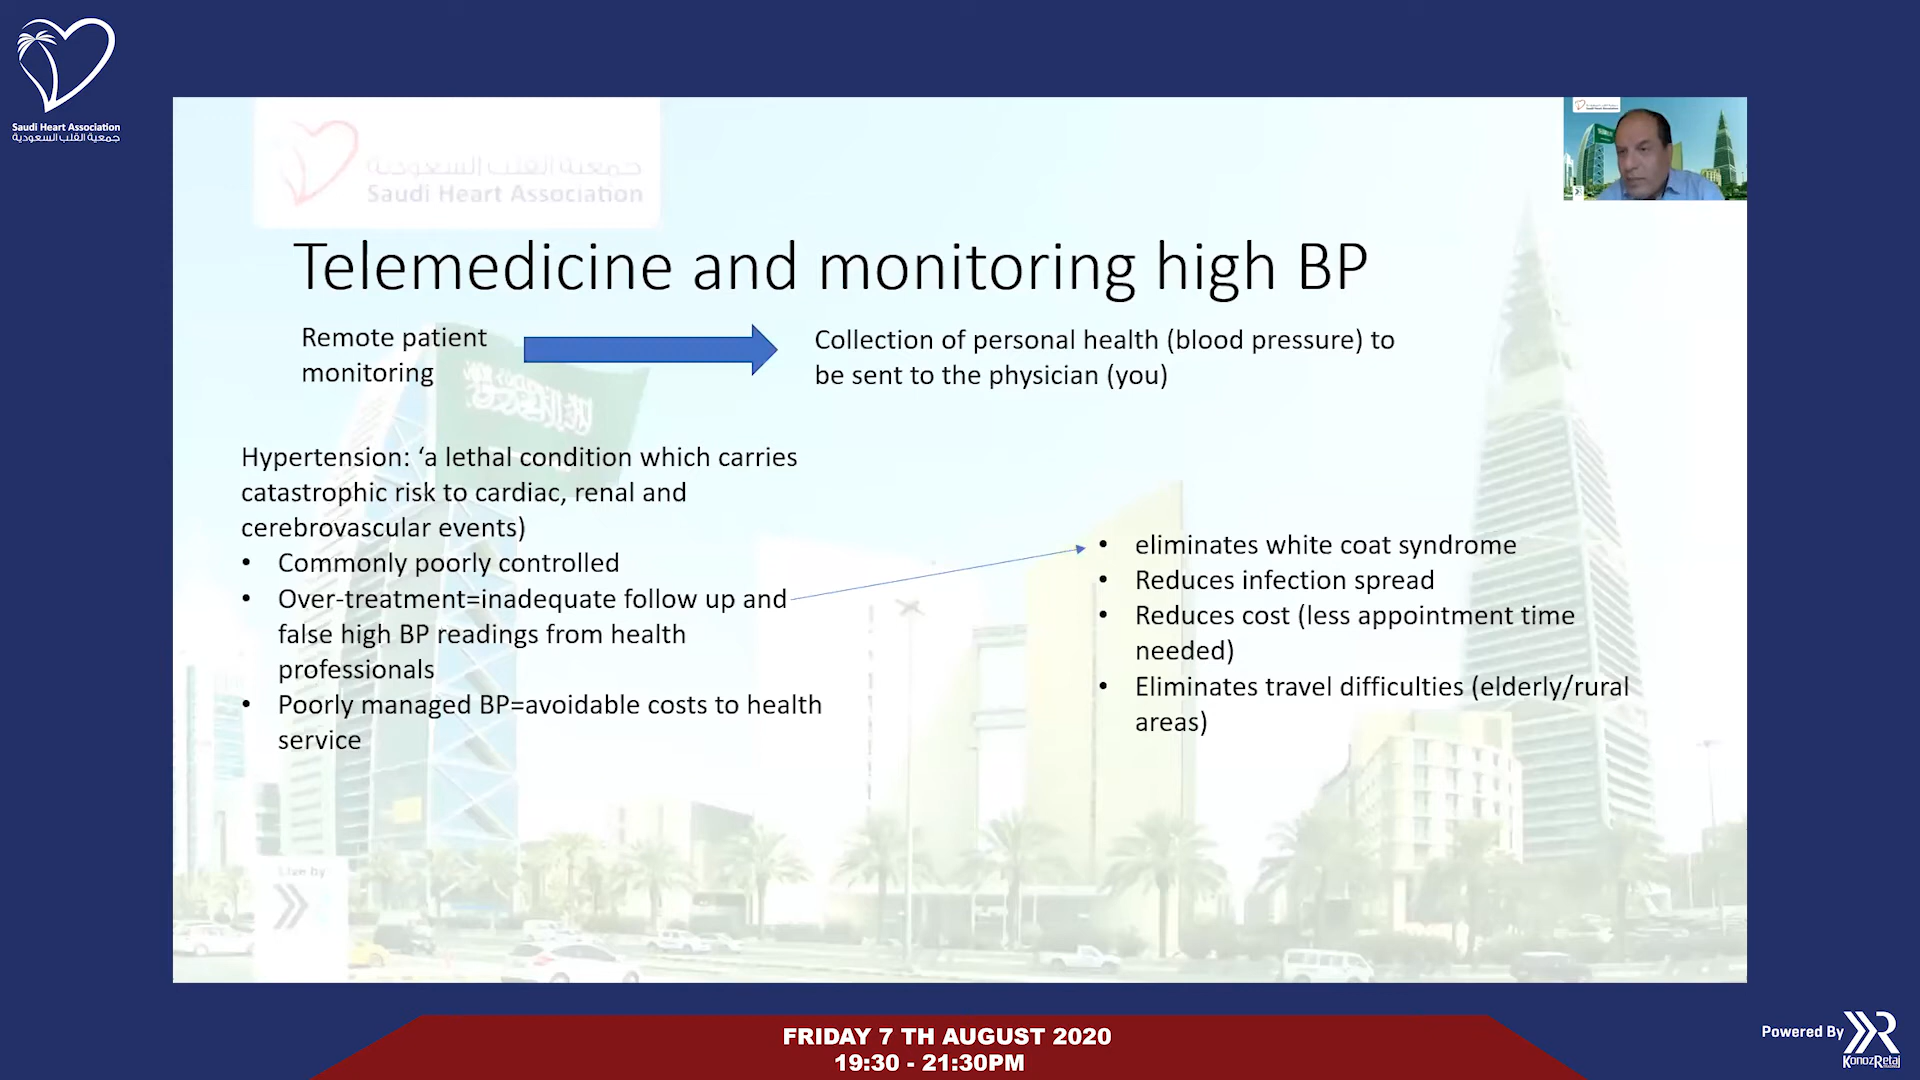 Saudi Heart Association
جمعية القلب السعودية
جمعية القلب السعودية
Saudi Heart Association
Telemedicine and monitoring high BP
Remote patient
monitoring
Collection of personal health (blood pressure) to
be sent to the physician (you)
Hypertension: ‘a lethal condition which carries
catastrophic risk to cardiac, renal and
cerebrovascular events)
• Commonly poorly controlled
• Over-treatment=inadequate follow up and
false high BP readings from health
professionals
• Poorly managed BP=avoidable costs to health
service
• eliminates white coat syndrome
• Reduces infection spread
• Reduces cost (less appointment time
needed)
• Eliminates travel difficulties (elderly/rural
areas)
Live by
FRIDAY 7 TH AUGUST 2020
19:30 - 21:30PM
Powered By
KonozRetaj